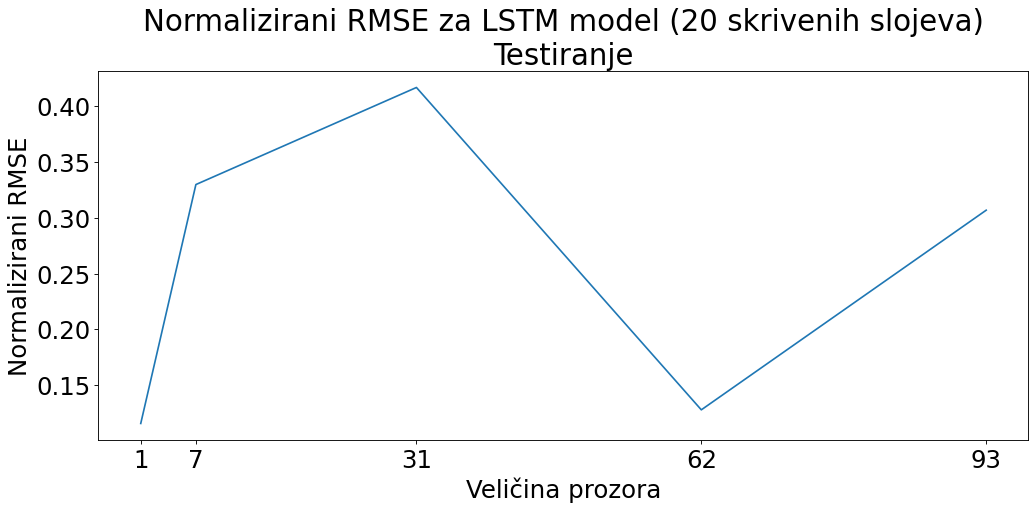 Normalizirani RMSE za LSTM model (20 skrivenih slojeva)
Testiranje
Normalizirani RMSE
0.40
0.35
0.30
0.25
0.20
0.15
1 7 31 62 93
Veličina prozora